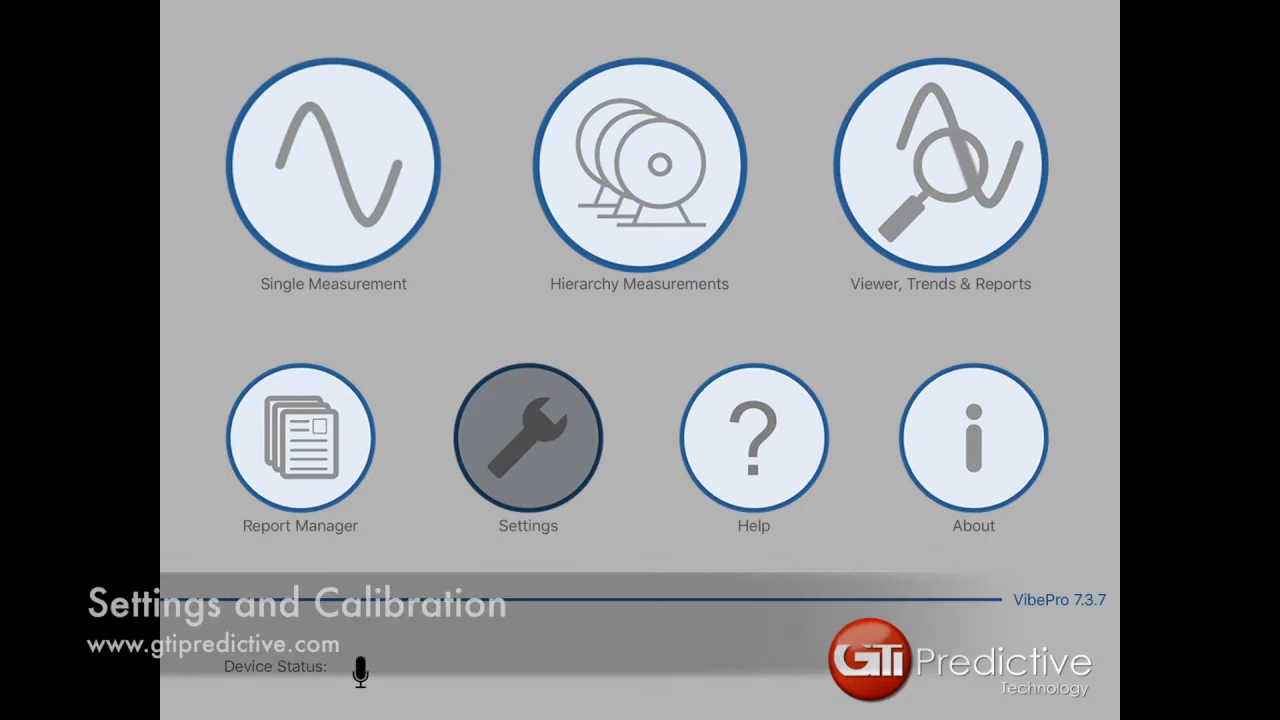 Single Measurement
Hierarchy Measurements
Viewer, Trends & Reports
Report Manager
Settings
Help
About
Settings and Calibration
VibePro 7.3.7
www.gtipredictive.com
Device Status:
GTi Predictive
Technology